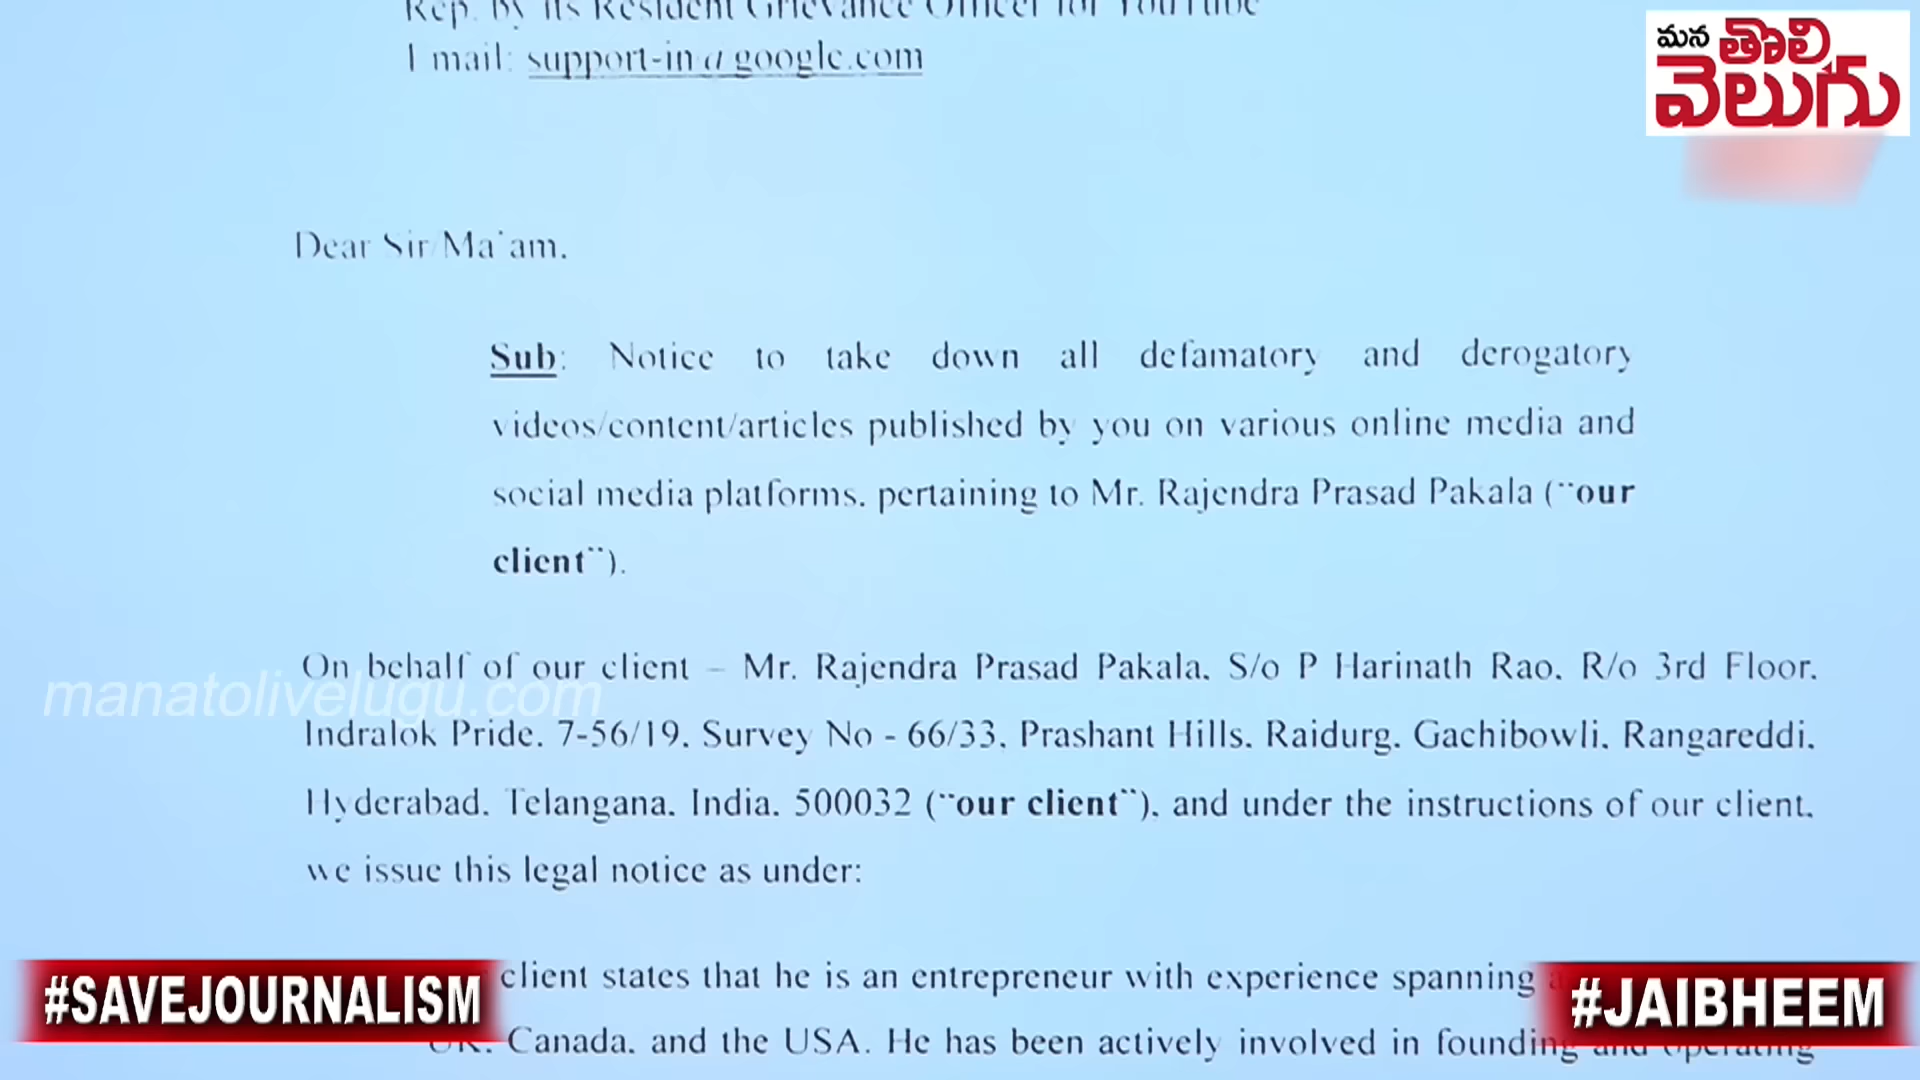 Rep. by its Resident Grievance Officer for YouTube
E mail: support-in@google.com
మన
తొలి
వెలుగు
Dear Sir/Ma'am,
Sub: Notice to take down all defamatory and derogatory
videos/content/articles published by you on various online media and
social media platforms, pertaining to Mr. Rajendra Prasad Pakala ("our
client").
On behalf of our client – Mr. Rajendra Prasad Pakala, S/o P Harinath Rao, R/o 3rd Floor,
manatolivelugu.com
Indralok Pride, 7-56/19, Survey No - 66/33, Prashant Hills, Raidurg, Gachibowli, Rangareddi,
Hyderabad, Telangana, India, 500032 ("our client"), and under the instructions of our client,
we issue this legal notice as under:
client states that he is an entrepreneur with experience spanning
UK, Canada, and the USA. He has been actively involved in founding and operating
#SAVEJOURNALISM
#JAIBHEEM